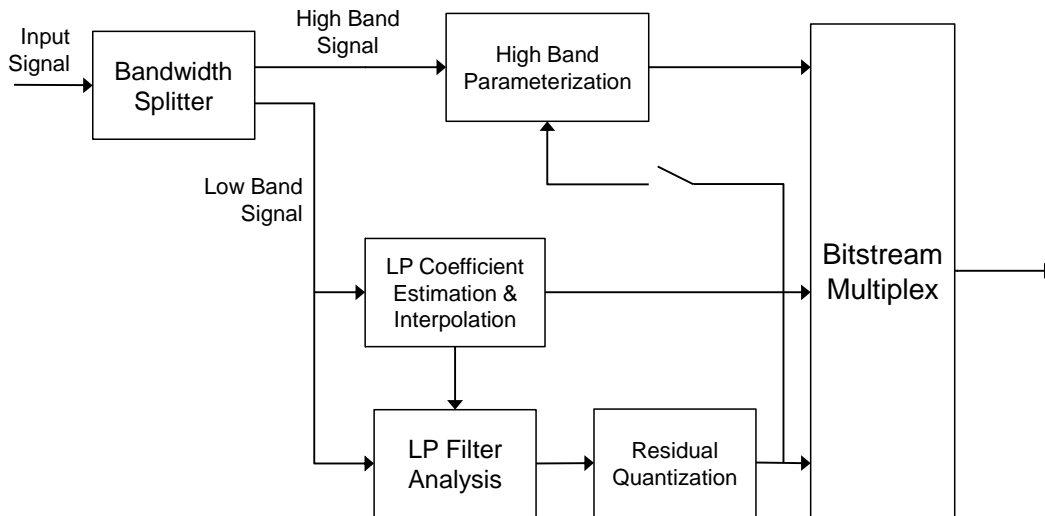 Input
Signal
Bandwidth
Splitter
High Band
Signal
High Band
Parameterization
Low Band
Signal
LP Coefficient
Estimation &
Interpolation
Bitstream
Multiplex
LP Filter
Analysis
Residual
Quantization